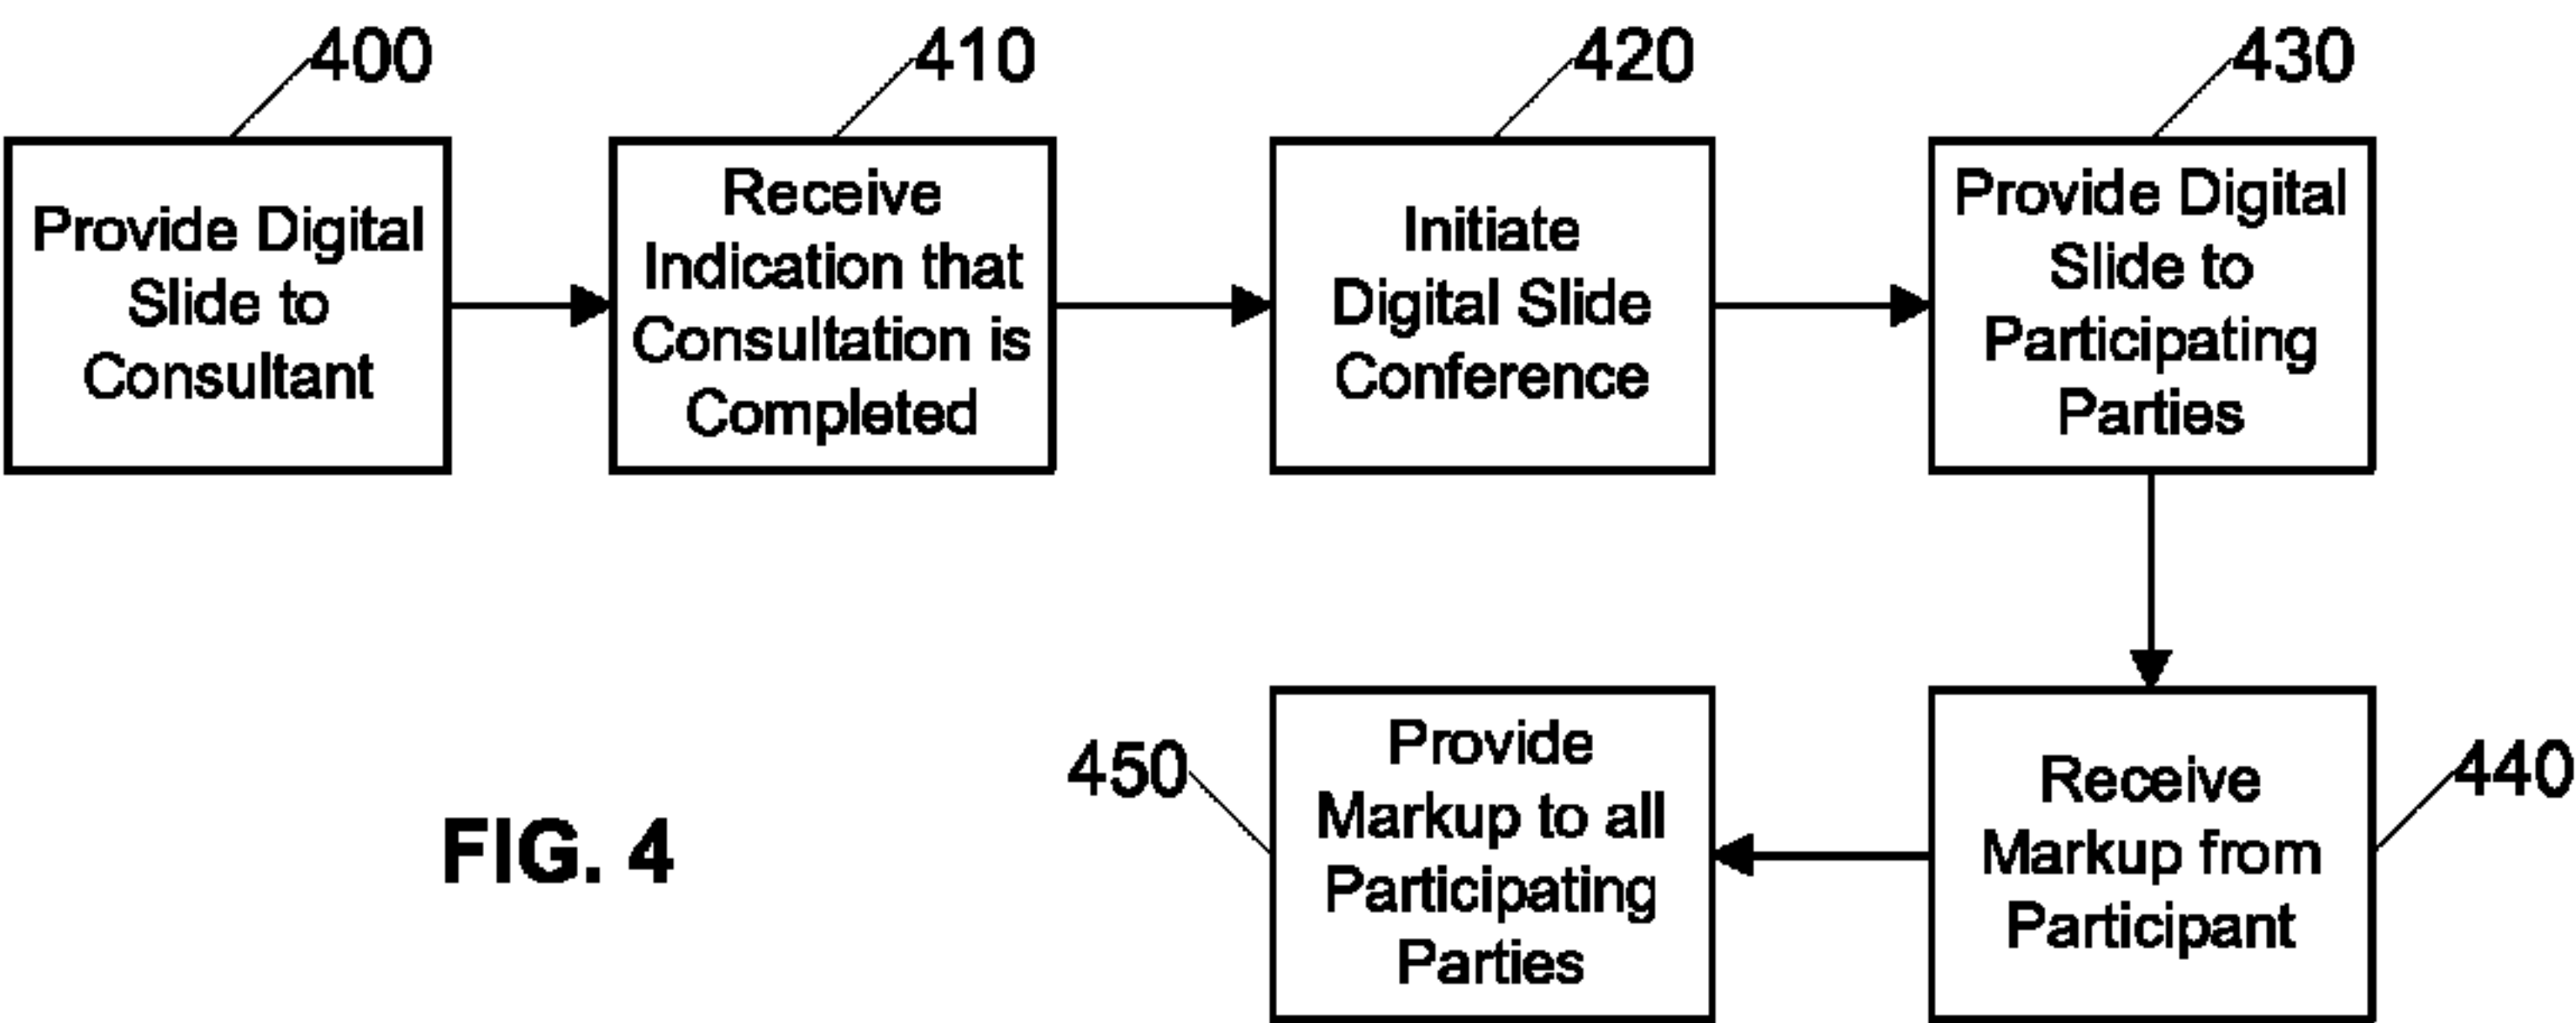 400
Provide Digital
Slide to
Consultant
410
Receive
Indication that
Consultation is
Completed
420
Initiate
Digital Slide
Conference
430
Provide Digital
Slide to
Participating
Parties
440
Receive
Markup from
Participant
450
Provide
Markup to all
Participating
Parties
FIG. 4